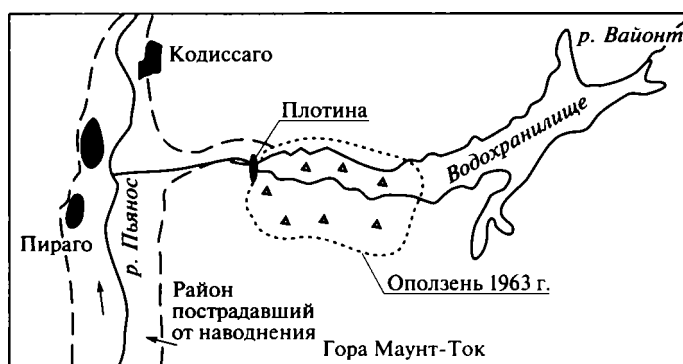 р. Вайонт
Кодиссаго
Плотина
Водохранилище
р. Пьянос
Пираго
Оползень 1963 г.
Район
пострадавший
от наводнения
Гора Маунт-Ток